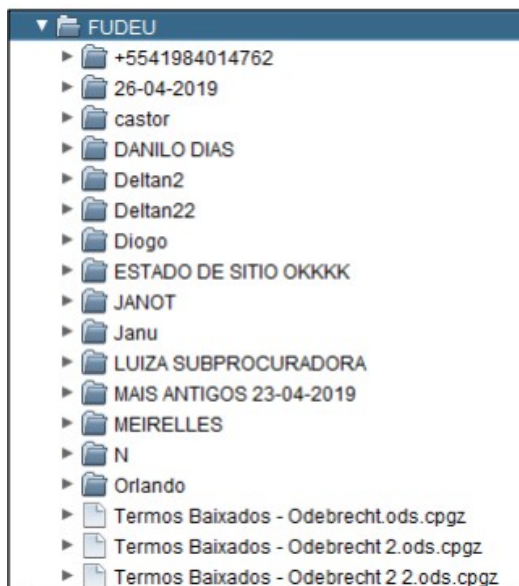 FUDEU
+5541984014762
26-04-2019
castor
DANILO DIAS
Deltan2
Deltan22
Diogo
ESTADO DE SITIO OKKKK
JANOT
Janu
LUIZA SUBPROCURADORA
MAIS ANTIGOS 23-04-2019
MEIRELLES
N
Orlando
Termos Baixados - Odebrecht.ods.cpgz
Termos Baixados - Odebrecht 2.ods.cpgz
Termos Baixados - Odebrecht 2 2.ods.cpgz